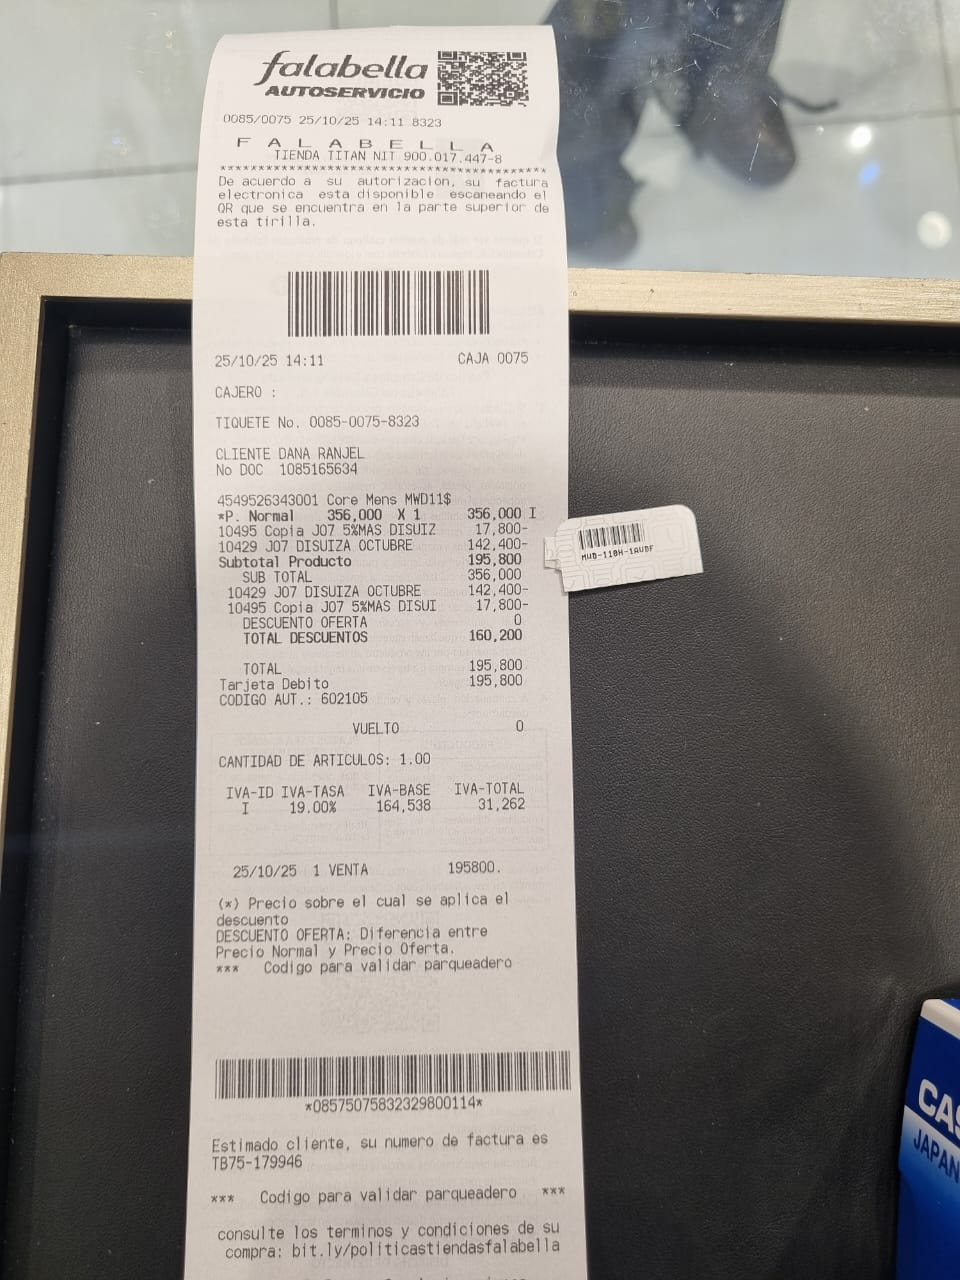 falabella
AUTOSERVICIO
0085/0075 25/10/25 14:11 8323
F A L A B E L L A
TIENDA TITAN NIT 900.017.447-8
************************************************
De acuerdo a su autorizacion, su factura
electronica esta disponible escaneando el
QR que se encuentra en la parte superior de
esta tirilla.
25/10/25 14:11 CAJA 0075
CAJERO :
TIQUETE No. 0085-0075-8323
CLIENTE DANA RANJEL
No DOC 1085165634
4549526343001 Core Mens MWD11$
*P. Normal 356,000 X 1 356,000 I
10495 Copia J07 5%MAS DISUIZ 17,800-
10429 J07 DISUIZA OCTUBRE 142,400-
Subtotal Producto 195,800
SUB TOTAL 356,000
10429 J07 DISUIZA OCTUBRE 142,400-
10495 Copia J07 5%MAS DISUI 17,800-
DESCUENTO OFERTA 0
TOTAL DESCUENTOS 160,200
TOTAL 195,800
Tarjeta Debito 195,800
CODIGO AUT.: 602105
VUELTO 0
CANTIDAD DE ARTICULOS: 1.00
IVA-ID IVA-TASA IVA-BASE IVA-TOTAL
I 19.00% 164,538 31,262
25/10/25 1 VENTA 195800.
(*) Precio sobre el cual se aplica el
descuento
DESCUENTO OFERTA: Diferencia entre
Precio Normal y Precio Oferta.
*** Codigo para validar parqueadero
*08575075832329800114*
Estimado cliente, su numero de factura es
TB75-179946
*** Codigo para validar parqueadero ***
consulte los terminos y condiciones de su
compra: bit.ly/politicastiendasfalabella
MWD-110H-1AVDF
CAS
JAPAN